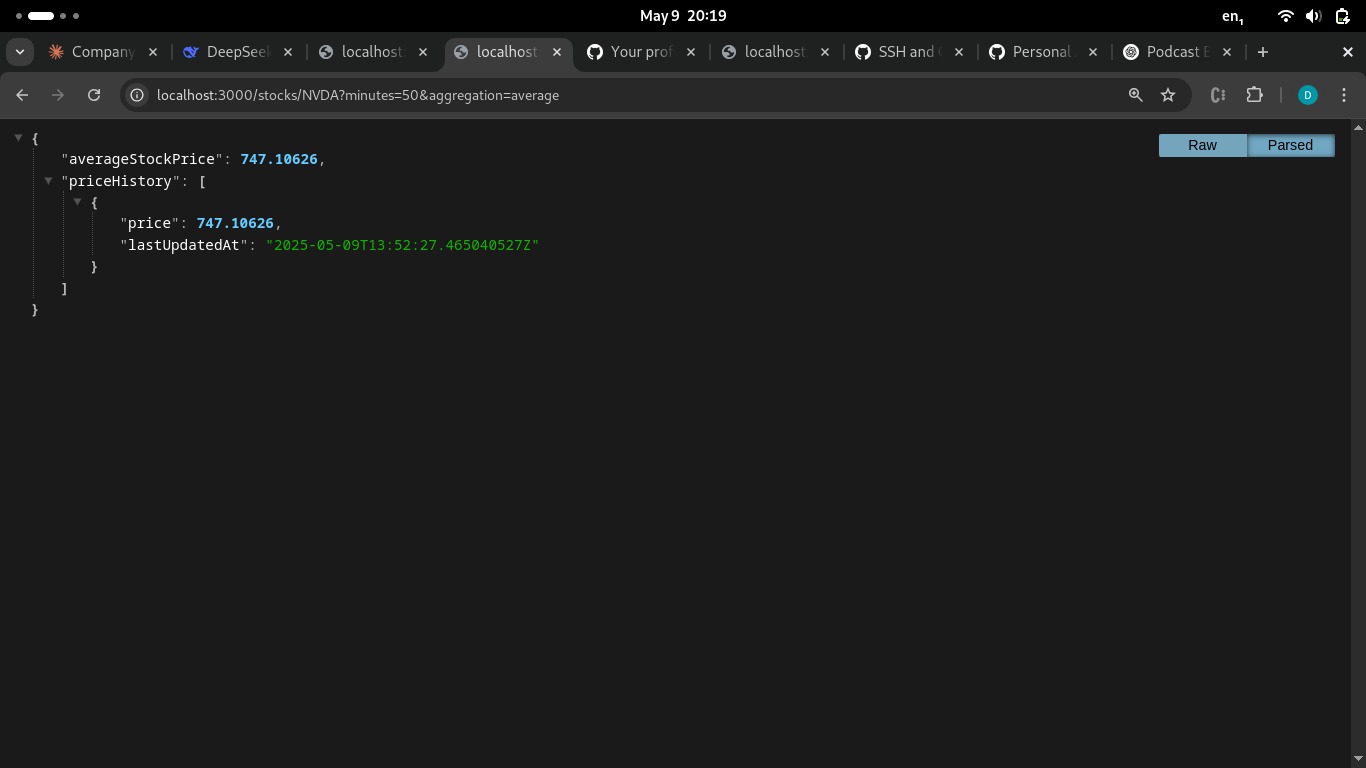 May 9 20:19
en1
Company
DeepSeek
localhost:
localhost:
Your prof
localhost
SSH and G
Personal
Podcast E
localhost:3000/stocks/NVDA?minutes=50&aggregation=average
D
Raw
Parsed
{
"averageStockPrice": 747.10626,
"priceHistory": [
{
"price": 747.10626,
"lastUpdatedAt": "2025-05-09T13:52:27.465040527Z"
}
]
}